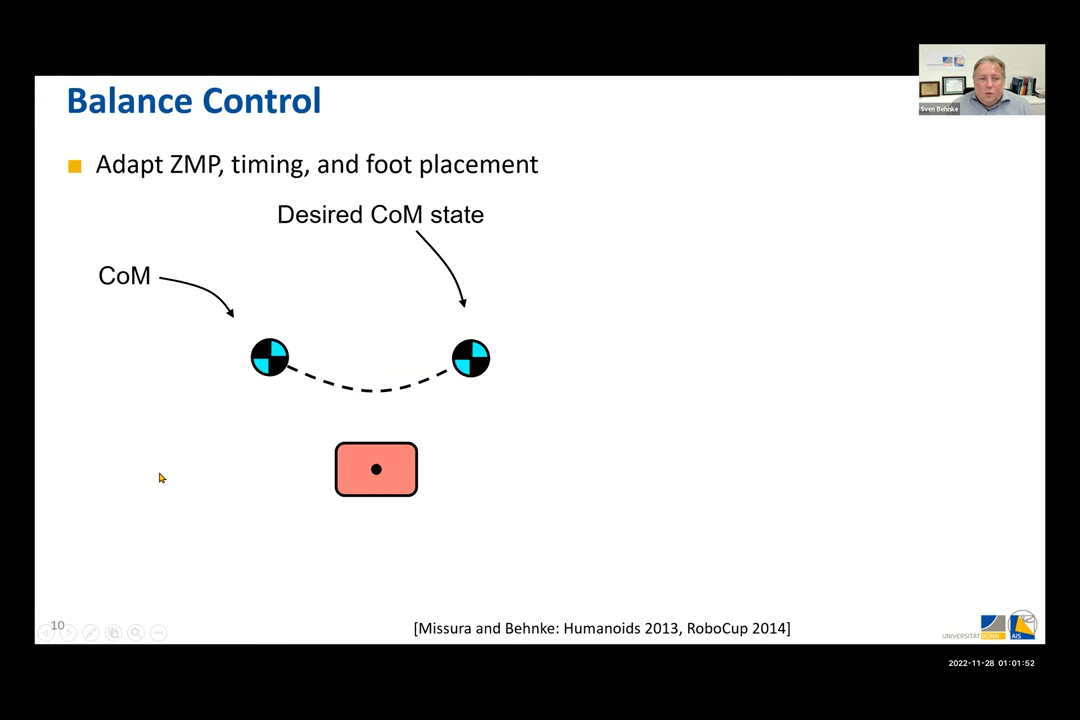 Sven Behnke
Balance Control
Adapt ZMP, timing, and foot placement
Desired CoM state
CoM
10
[Missura and Behnke: Humanoids 2013, RoboCup 2014]
UNIVERSITÄT BONN AIS
2022-11-28 01:01:52